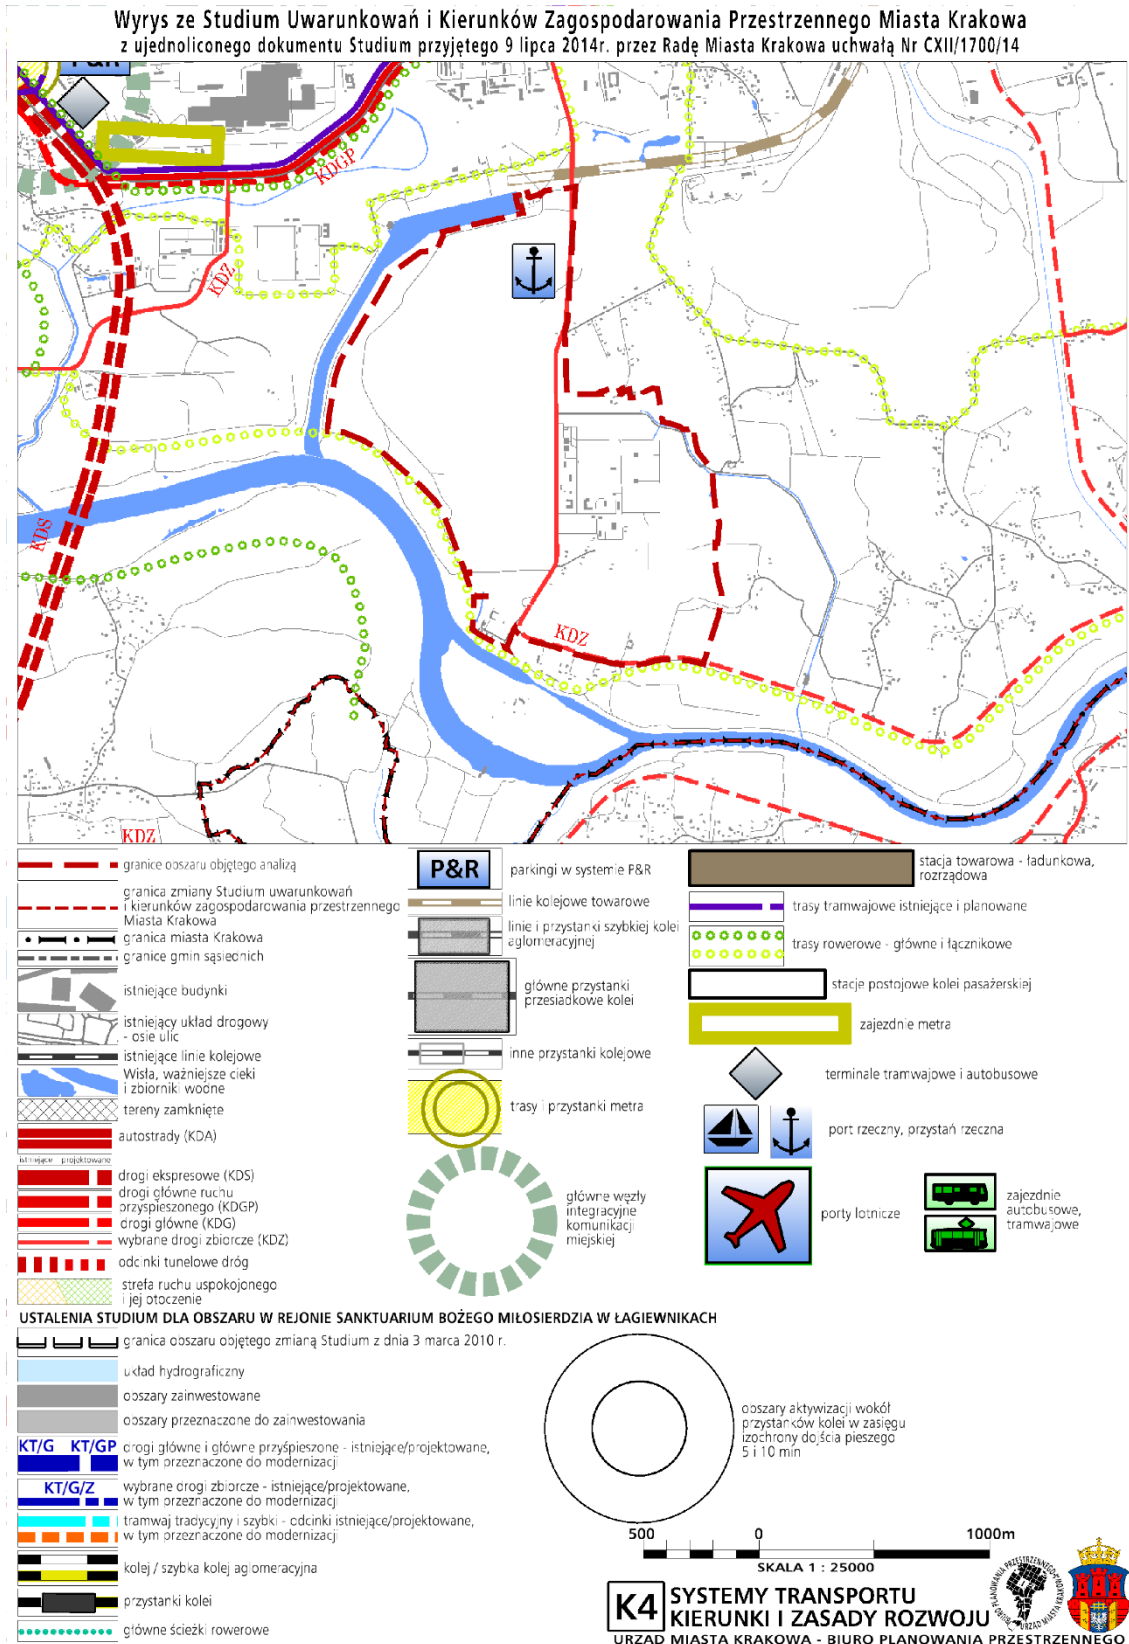 Wyrys ze Studium Uwarunkowań i Kierunków Zagospodarowania Przestrzennego Miasta Krakowa
z ujednoliconego dokumentu Studium przyjętego 9 lipca 2014r. przez Radę Miasta Krakowa uchwałą Nr CXII/1700/14
P&R
KDGP
KDZ
KDS
KDZ
KDZ
granice obszaru objętego analizą
granica zmiany Studium uwarunkowań
i kierunków zagospodarowania przestrzennego
Miasta Krakowa
granica miasta Krakowa
granice gmin sąsiednich
istniejące budynki
istniejący układ drogowy
- osie ulic
istniejące linie kolejowe
Wisła, ważniejsze cieki
i zbiorniki wodne
tereny zamknięte
autostrady (KDA)
istniejące projektowane
drogi ekspresowe (KDS)
drogi główne ruchu
przyspieszonego (KDGP)
drogi główne (KDG)
wybrane drogi zbiorcze (KDZ)
odcinki tunelowe dróg
strefa ruchu uspokojonego
i jej otoczenie
P&R
parkingi w systemie P&R
linie kolejowe towarowe
linie i przystanki szybkiej kolei
aglomeracyjnej
główne przystanki
przesiadkowe kolei
inne przystanki kolejowe
trasy i przystanki metra
główne węzły
integracyjne
komunikacji
miejskiej
stacja towarowa - ładunkowa,
rozrządowa
trasy tramwajowe istniejące i planowane
trasy rowerowe - główne i łącznikowe
stacje postojowe kolei pasażerskiej
zajezdnie metra
terminale tramwajowe i autobusowe
port rzeczny, przystań rzeczna
porty lotnicze
zajezdnie
autobusowe,
tramwajowe
USTALENIA STUDIUM DLA OBSZARU W REJONIE SANKTUARIUM BOŻEGO MIŁOSIERDZIA W ŁAGIEWNIKACH
granica obszaru objętego zmianą Studium z dnia 3 marca 2010 r.
układ hydrograficzny
obszary zainwestowane
obszary przeznaczone do zainwestowania
KT/G KT/GP
drogi główne i główne przyśpieszone - istniejące/projektowane,
w tym przeznaczone do modernizacji
KT/G/Z
wybrane drogi zbiorcze - istniejące/projektowane,
w tym przeznaczone do modernizacji
tramwaj tradycyjny i szybki - odcinki istniejące/projektowane,
w tym przeznaczone do modernizacji
kolej / szybka kolej aglomeracyjna
przystanki kolei
główne ścieżki rowerowe
obszary aktywizacji wokół
przystanków kolei w zasięgu
izochrony dojścia pieszego
5 i 10 min
500 0 1000m
SKALA 1 : 25000
K4
SYSTEMY TRANSPORTU
KIERUNKI I ZASADY ROZWOJU
URZĄD MIASTA KRAKOWA - BIURO PLANOWANIA PRZESTRZENNEGO